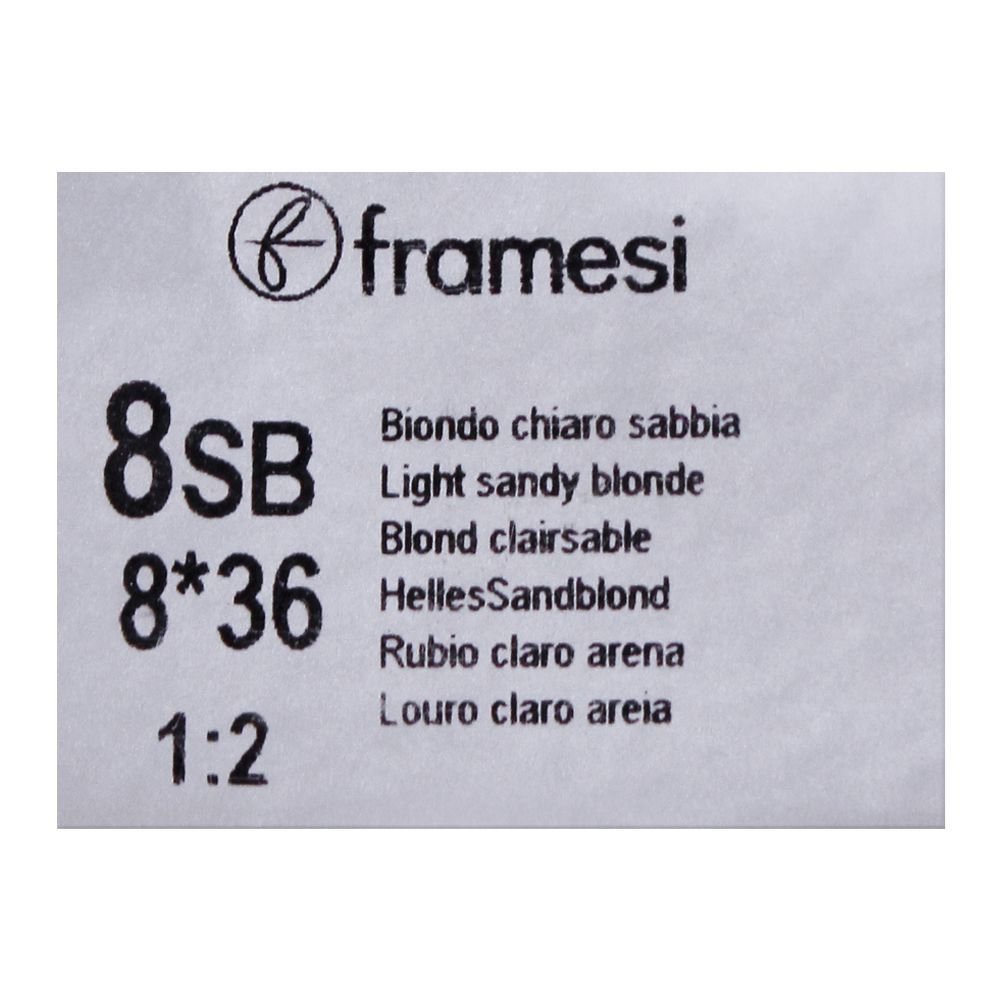 framesi
8SB
8*36
1:2
Biondo chiaro sabbia
Light sandy blonde
Blond clairsable
HellesSandblond
Rubio claro arena
Louro claro areia